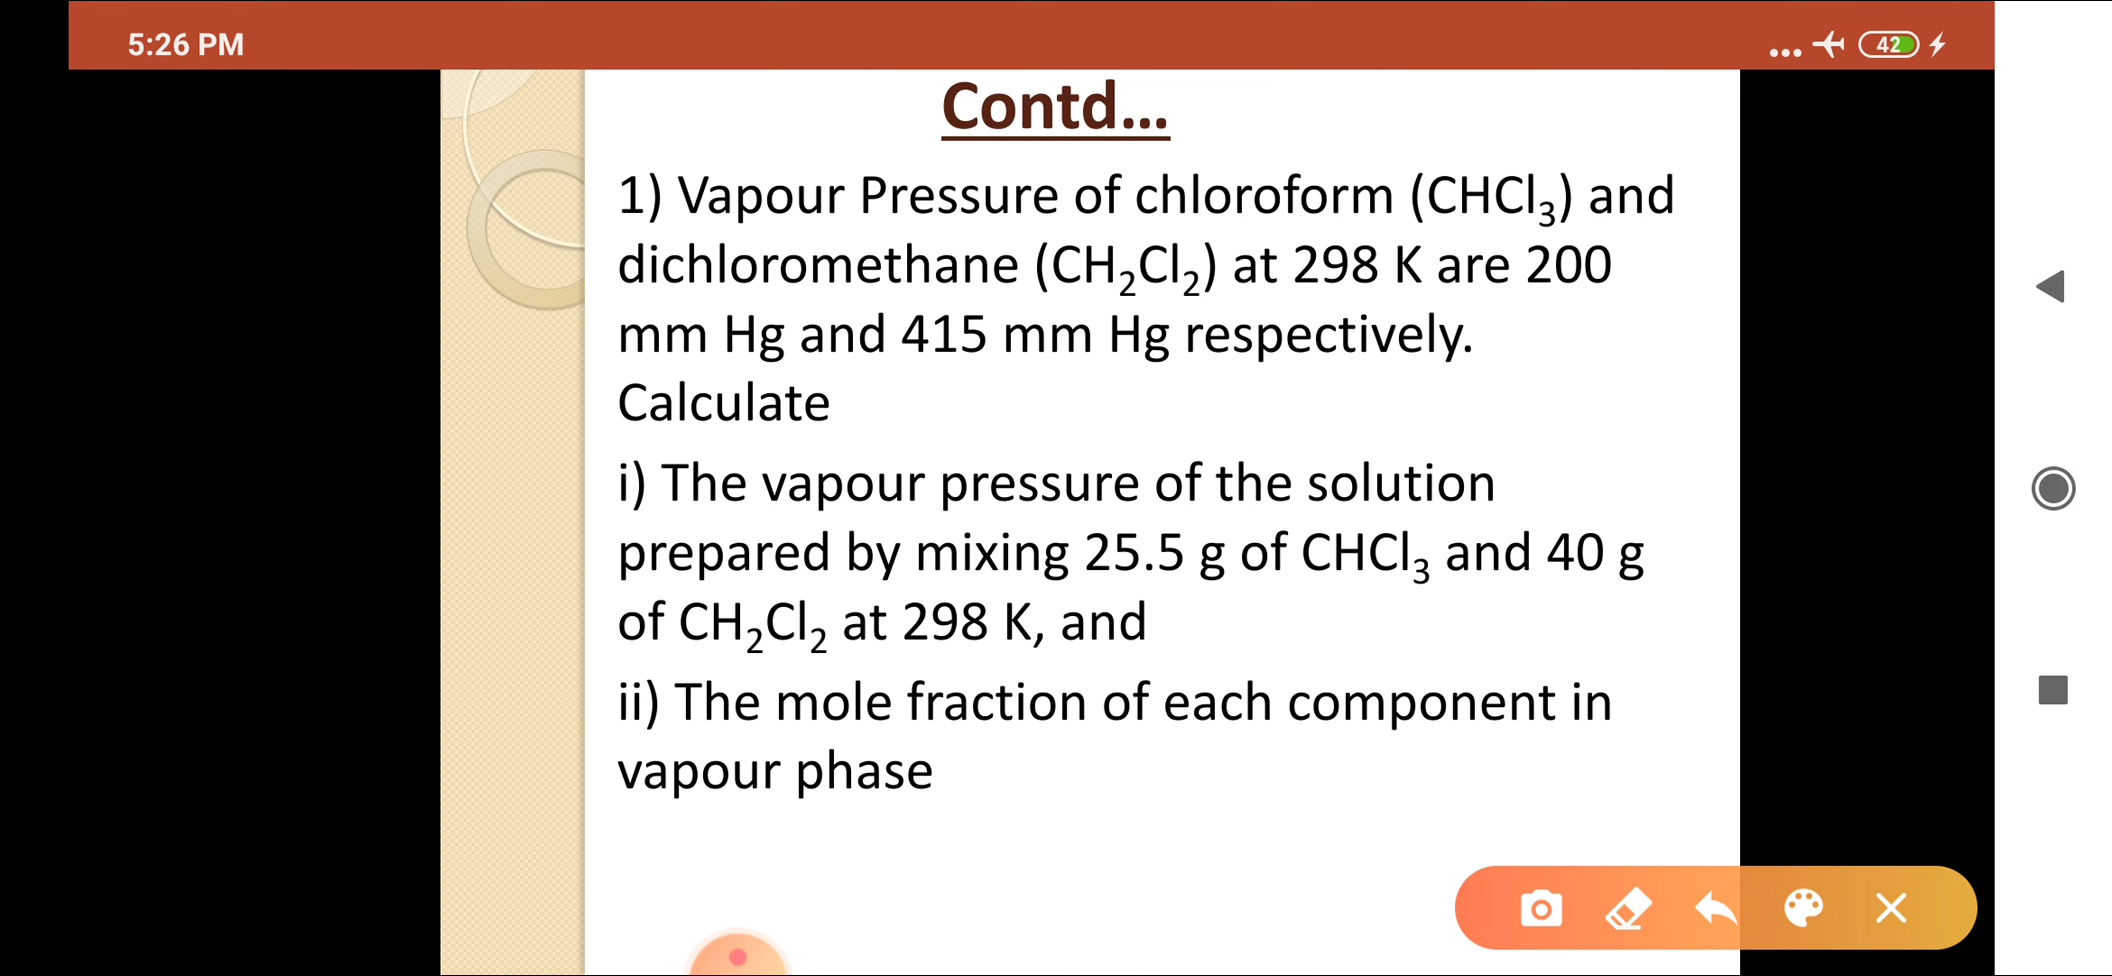 5:26 PM
42
Contd...
1) Vapour Pressure of chloroform (CHCl₃) and
dichloromethane (CH₂Cl₂) at 298 K are 200
mm Hg and 415 mm Hg respectively.
Calculate
i) The vapour pressure of the solution
prepared by mixing 25.5 g of CHCl₃ and 40 g
of CH₂Cl₂ at 298 K, and
ii) The mole fraction of each component in
vapour phase